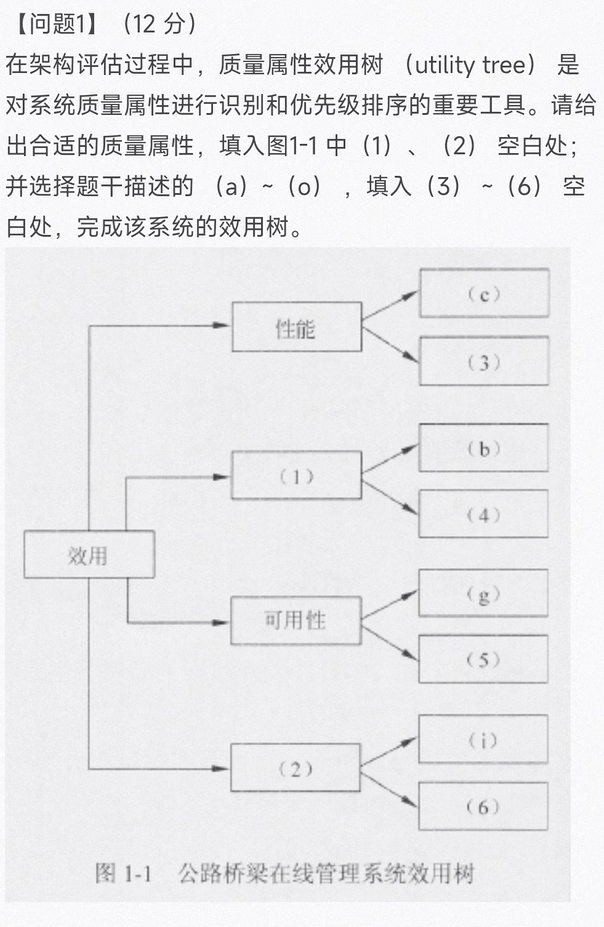 【问题1】（12 分）
在架构评估过程中，质量属性效用树 （utility tree） 是
对系统质量属性进行识别和优先级排序的重要工具。请给
出合适的质量属性，填入图1-1 中（1）、（2） 空白处；
并选择题干描述的 （a）~（o） ，填入（3） ~（6） 空
白处，完成该系统的效用树。
（c）
性能
（3）
（b）
（1）
（4）
效用
（g）
可用性
（5）
（i）
（2）
（6）
图 1-1 公路桥梁在线管理系统效用树